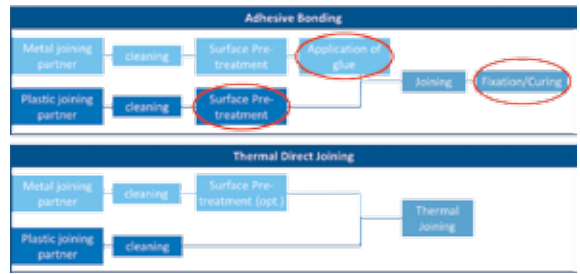 Adhesive Bonding
Metal joining
partner
cleaning
Surface Pre-
treatment
Application of
glue
Joining
Fixation/Curing
Plastic joining
partner
cleaning
Surface Pre-
treatment
Thermal Direct Joining
Metal joining
partner
cleaning
Surface Pre-
treatment (opt.)
Thermal
Joining
Plastic joining
partner
cleaning